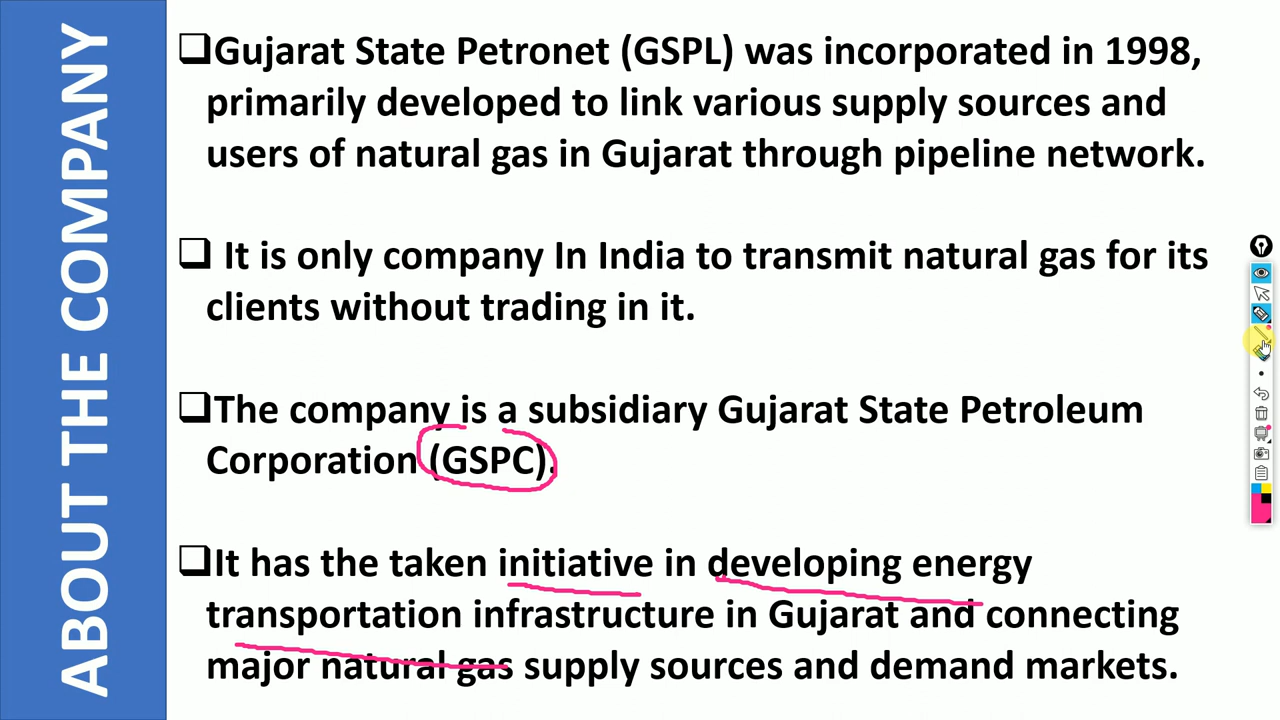 ABOUT THE COMPANY
❑Gujarat State Petronet (GSPL) was incorporated in 1998,
primarily developed to link various supply sources and
users of natural gas in Gujarat through pipeline network.
❑ It is only company In India to transmit natural gas for its
clients without trading in it.
❑The company is a subsidiary Gujarat State Petroleum
Corporation (GSPC).
❑It has the taken initiative in developing energy
transportation infrastructure in Gujarat and connecting
major natural gas supply sources and demand markets.